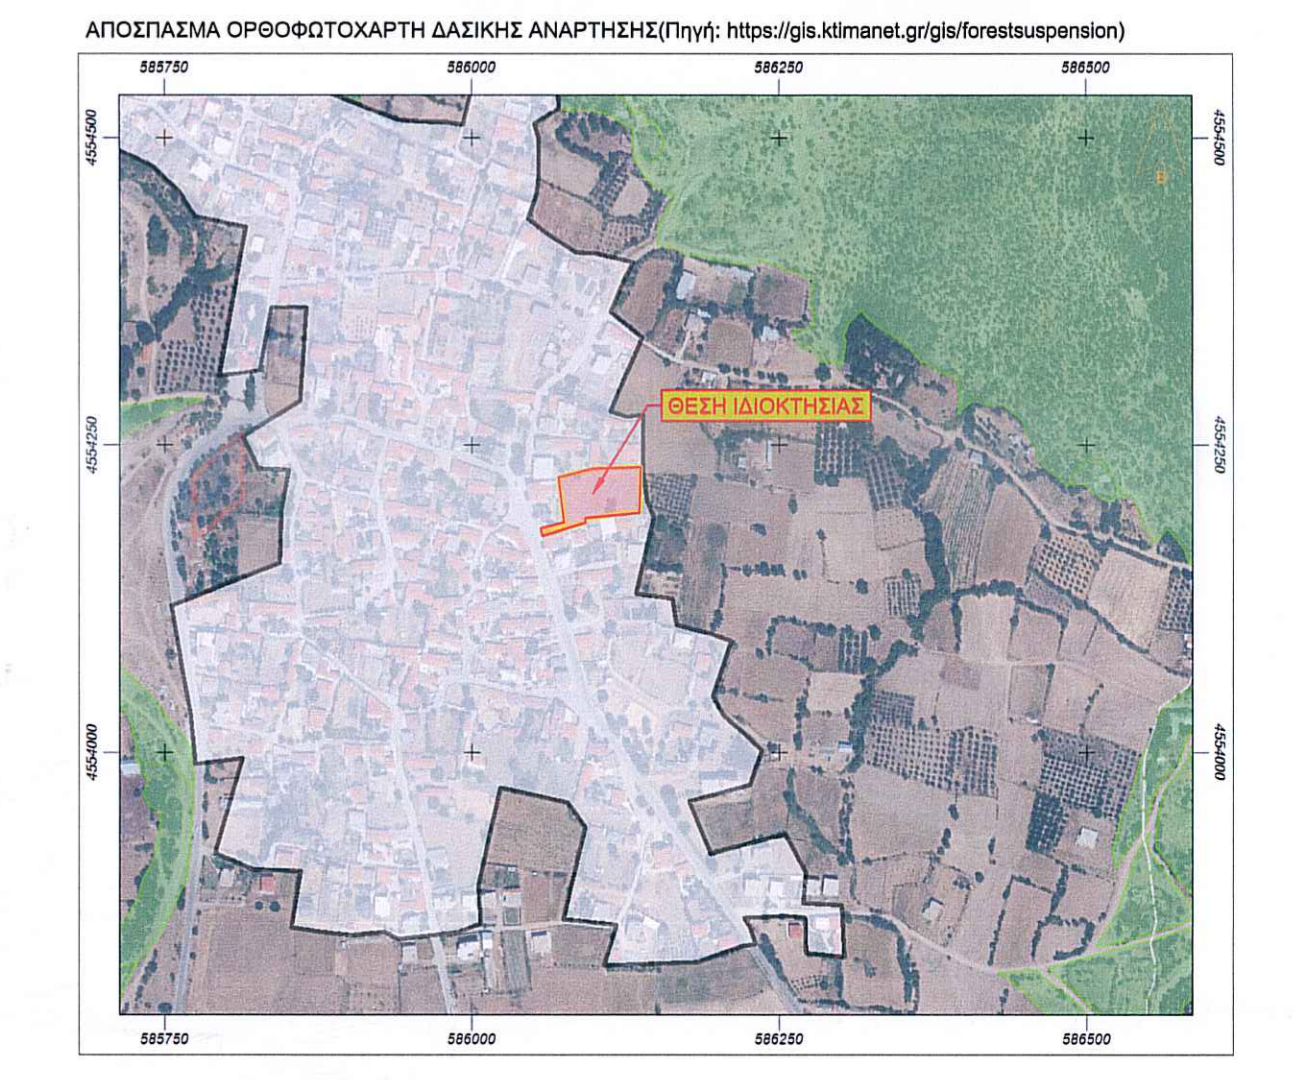 ΑΠΟΣΠΑΣΜΑ ΟΡΘΟΦΩΤΟΧΑΡΤΗ ΔΑΣΙΚΗΣ ΑΝΑΡΤΗΣΗΣ(Πηγή: https://gis.ktimanet.gr/gis/forestsuspension)
585750 586000 586250 586500
4554500 4554500
ΘΕΣΗ ΙΔΙΟΚΤΗΣΙΑΣ
4554250 4554250
4554000 4554000
585750 586000 586250 586500